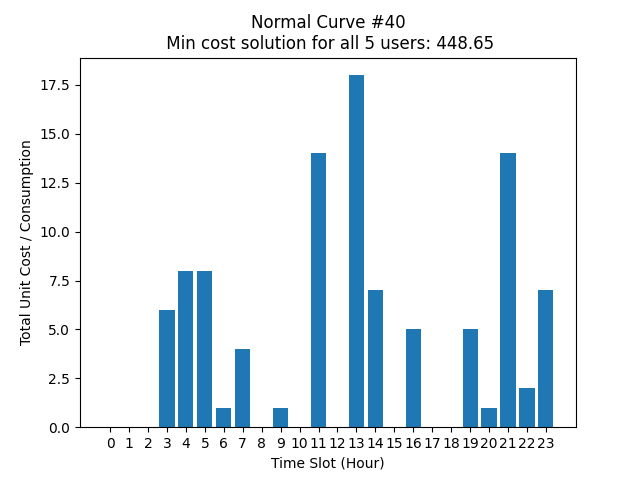 Normal Curve #40
Min cost solution for all 5 users: 448.65
Total Unit Cost / Consumption
17.5
15.0
12.5
10.0
7.5
5.0
2.5
0.0
0 1 2 3 4 5 6 7 8 9 10 11 12 13 14 15 16 17 18 19 20 21 22 23
Time Slot (Hour)